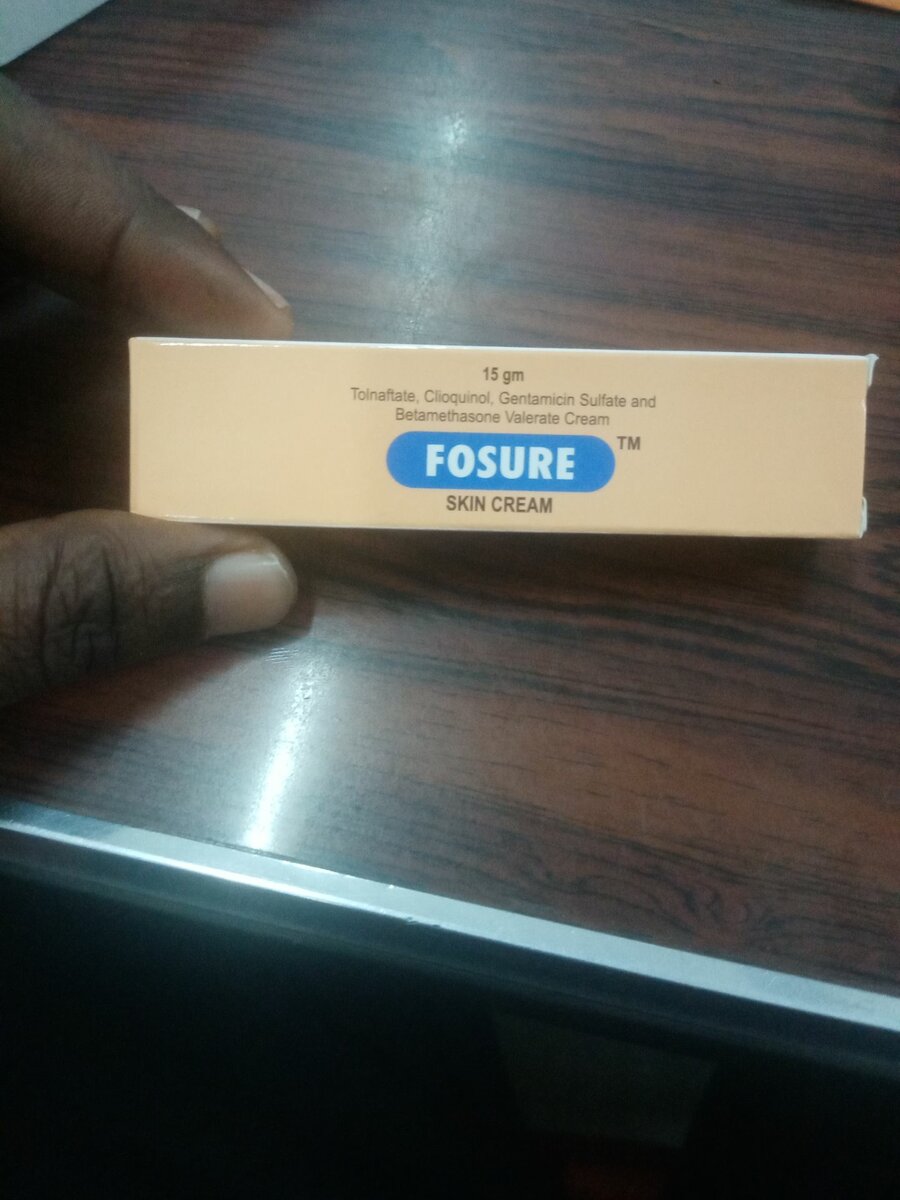 15 gm
Tolnaftate, Clioquinol, Gentamicin Sulfate and
Betamethasone Valerate Cream
FOSURE TM
SKIN CREAM